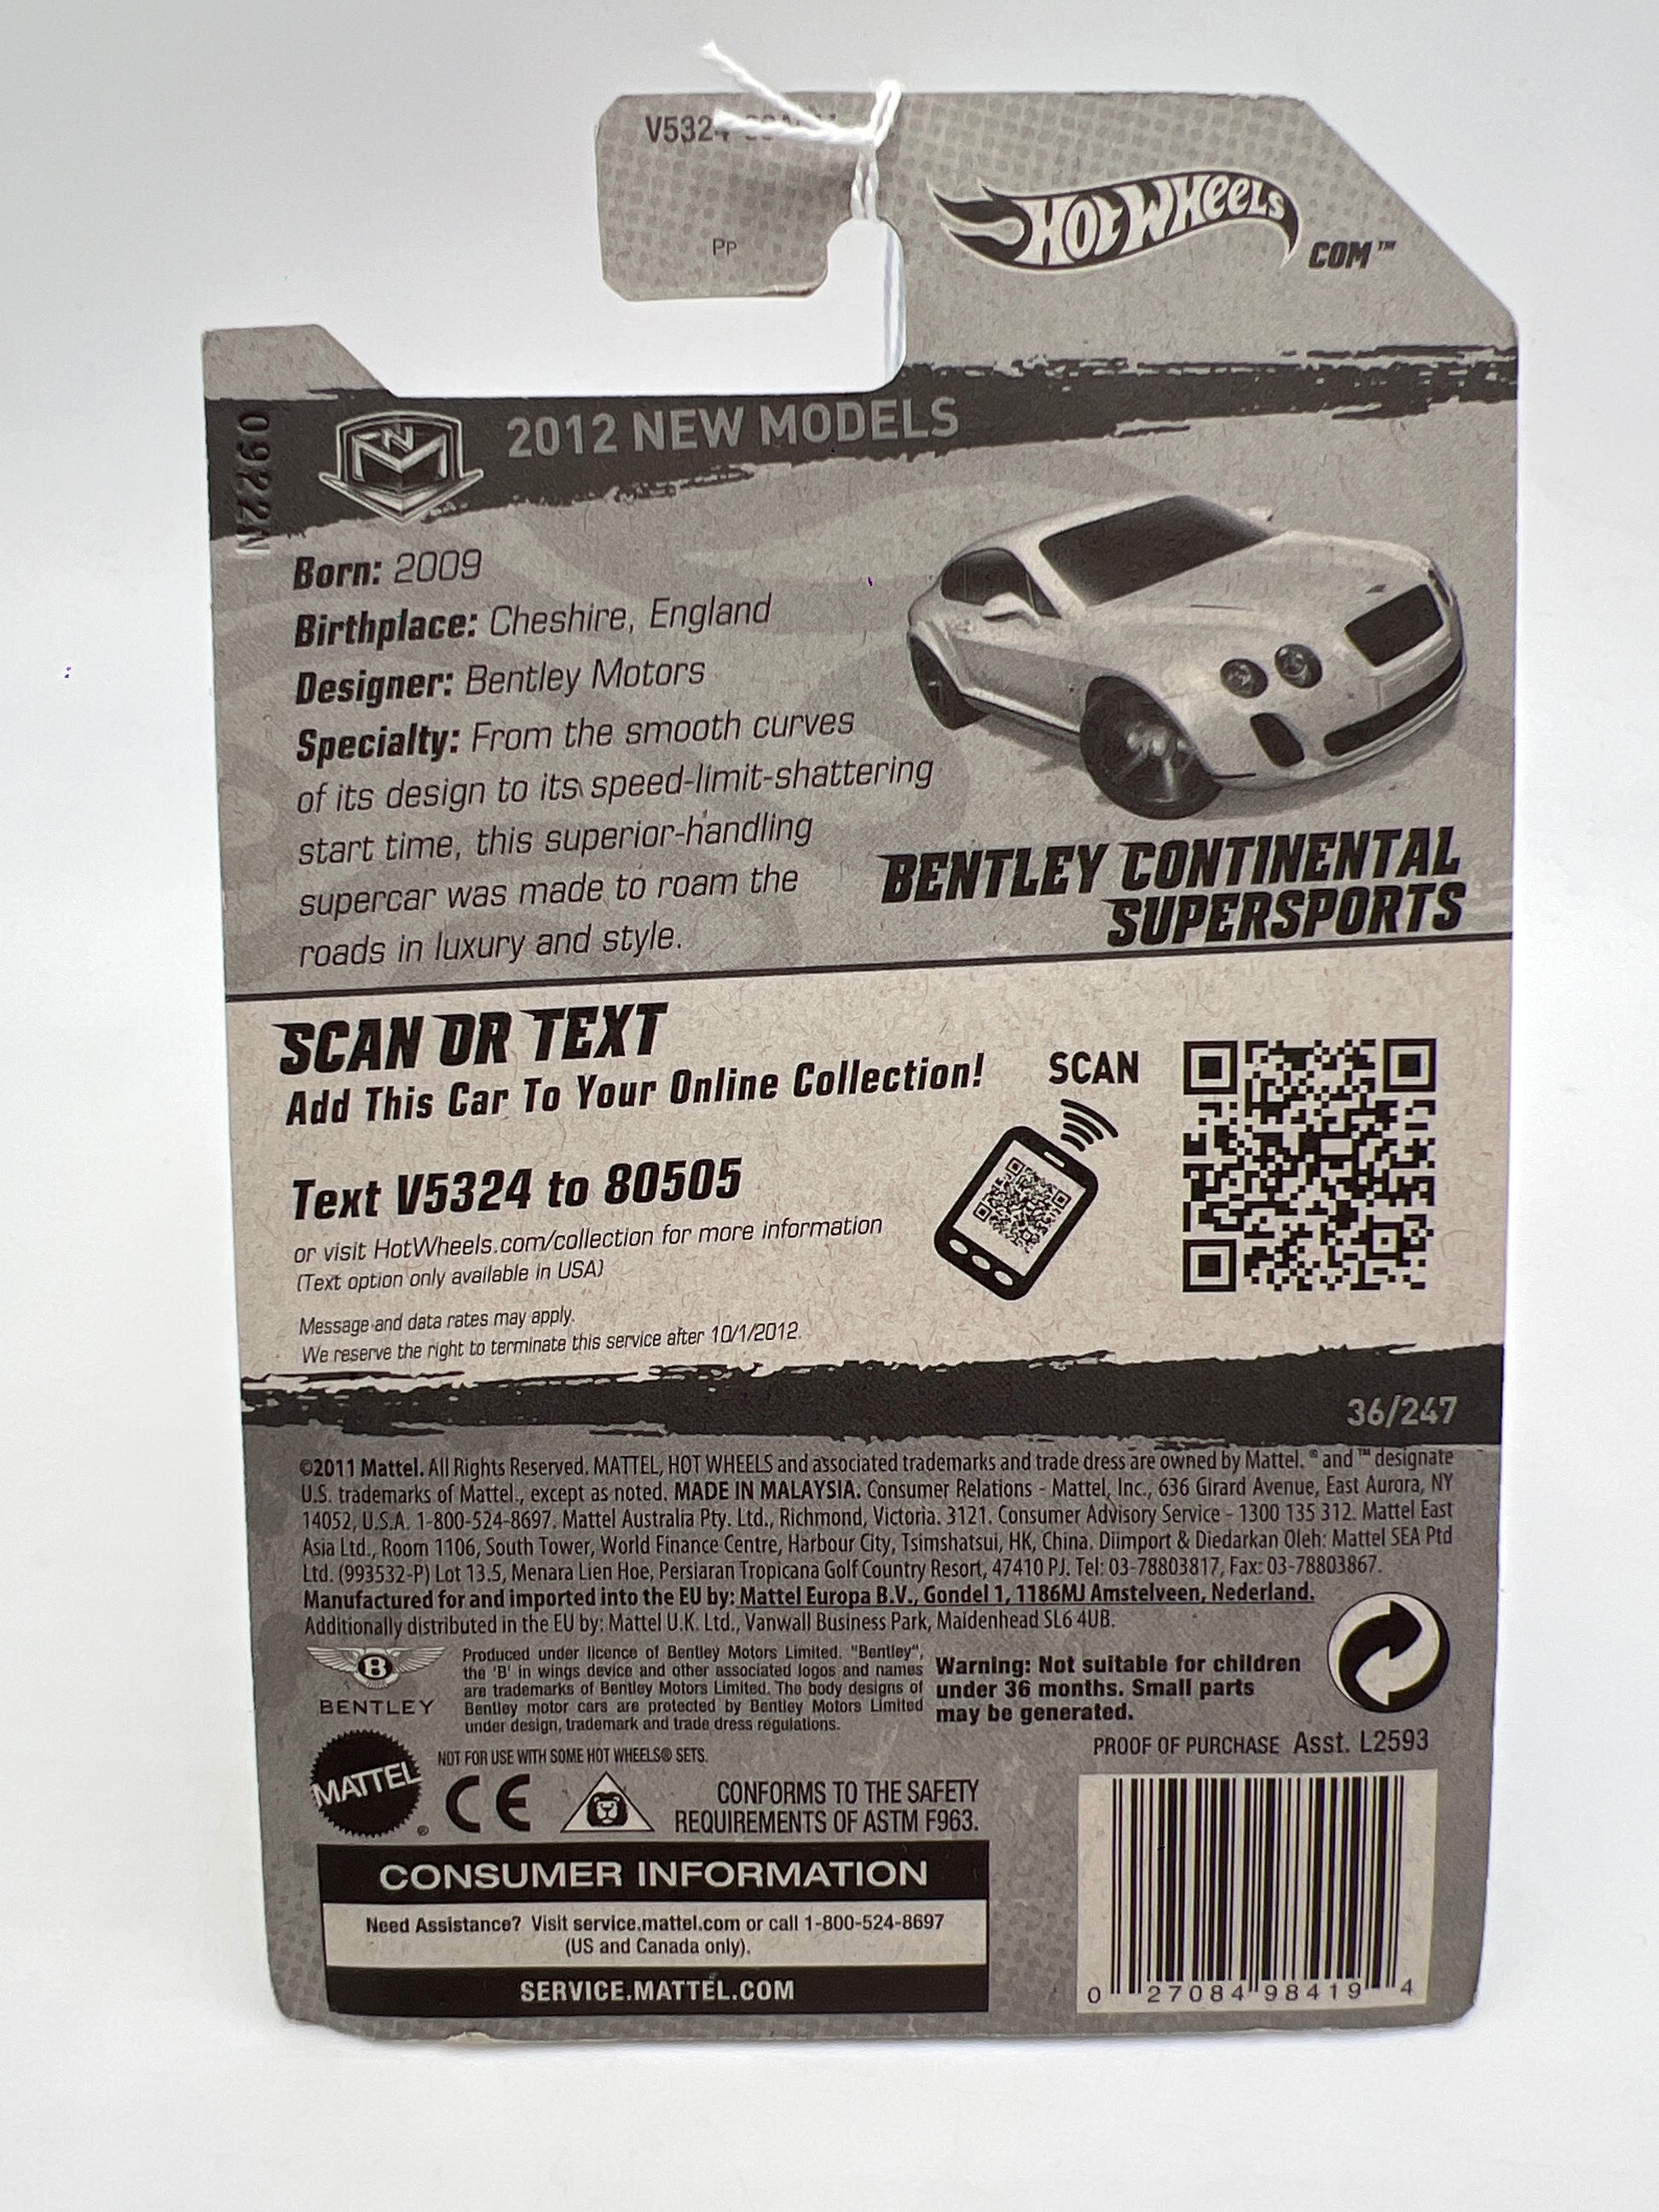 V5324
Pp
HOT WHEELS
COM™
0922N
NM
2012 NEW MODELS
Born: 2009
Birthplace: Cheshire, England
Designer: Bentley Motors
Specialty: From the smooth curves
of its design to its speed-limit-shattering
start time, this superior-handling
supercar was made to roam the
roads in luxury and style.
BENTLEY CONTINENTAL
SUPERSPORTS
SCAN OR TEXT
Add This Car To Your Online Collection!
SCAN
Text V5324 to 80505
or visit HotWheels.com/collection for more information
(Text option only available in USA)
Message and data rates may apply.
We reserve the right to terminate this service after 10/1/2012.
36/247
©2011 Mattel. All Rights Reserved. MATTEL, HOT WHEELS and associated trademarks and trade dress are owned by Mattel. ® and ™ designate
U.S. trademarks of Mattel., except as noted. MADE IN MALAYSIA. Consumer Relations - Mattel, Inc., 636 Girard Avenue, East Aurora, NY
14052, U.S.A. 1-800-524-8697. Mattel Australia Pty. Ltd., Richmond, Victoria. 3121. Consumer Advisory Service - 1300 135 312. Mattel East
Asia Ltd., Room 1106, South Tower, World Finance Centre, Harbour City, Tsimshatsui, HK, China. Diimport & Diedarkan Oleh: Mattel SEA Ptd
Ltd. (993532-P) Lot 13.5, Menara Lien Hoe, Persiaran Tropicana Golf Country Resort, 47410 PJ. Tel: 03-78803817, Fax: 03-78803867.
Manufactured for and imported into the EU by: Mattel Europa B.V., Gondel 1, 1186MJ Amstelveen, Nederland.
Additionally distributed in the EU by: Mattel U.K. Ltd., Vanwall Business Park, Maidenhead SL6 4UB.
B
BENTLEY
Produced under licence of Bentley Motors Limited. "Bentley",
the 'B' in wings device and other associated logos and names
are trademarks of Bentley Motors Limited. The body designs of
Bentley motor cars are protected by Bentley Motors Limited
under design, trademark and trade dress regulations.
Warning: Not suitable for children
under 36 months. Small parts
may be generated.
PROOF OF PURCHASE Asst. L2593
MATTEL®
NOT FOR USE WITH SOME HOT WHEELS® SETS.
CE
CONFORMS TO THE SAFETY
REQUIREMENTS OF ASTM F963.
CONSUMER INFORMATION
Need Assistance? Visit service.mattel.com or call 1-800-524-8697
(US and Canada only).
SERVICE.MATTEL.COM
0 27084 98419 4